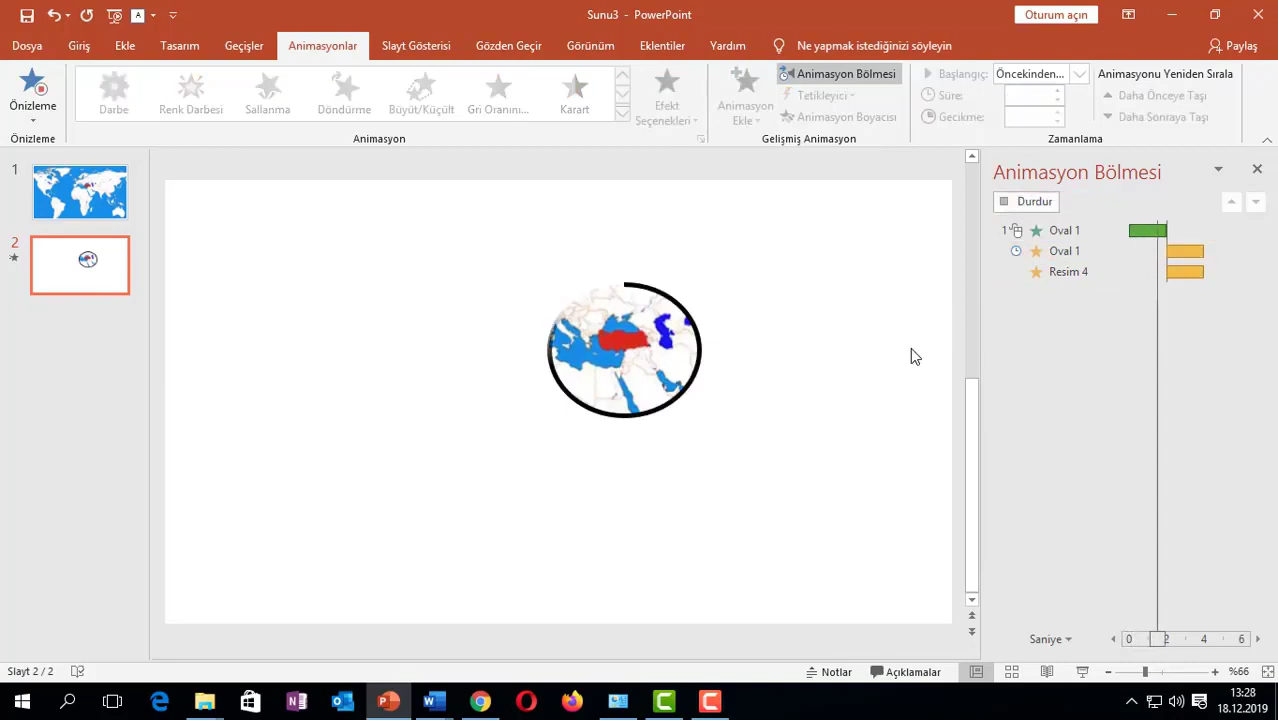 Sunu3 - PowerPoint
Oturum açın
Dosya
Giriş
Ekle
Tasarım
Geçişler
Animasyonlar
Slayt Gösterisi
Gözden Geçir
Görünüm
Eklentiler
Yardım
Ne yapmak istediğinizi söyleyin
Paylaş
Önizleme
Önizleme
Darbe
Renk Darbesi
Sallanma
Döndürme
Büyüt/Küçült
Gri Oranını...
Karart
Animasyon
Efekt
Seçenekleri
Animasyon
Ekle
Animasyon Bölmesi
Tetikleyici
Animasyon Boyacısı
Gelişmiş Animasyon
Başlangıç: Öncekinden...
Süre:
Gecikme:
Animasyonu Yeniden Sırala
Daha Önceye Taşı
Daha Sonraya Taşı
Zamanlama
1
2
Animasyon Bölmesi
Durdur
1 Oval 1
Oval 1
Resim 4
Saniye 0 2 4 6
Slayt 2 / 2
Notlar
Açıklamalar
%66
13:28
18.12.2019